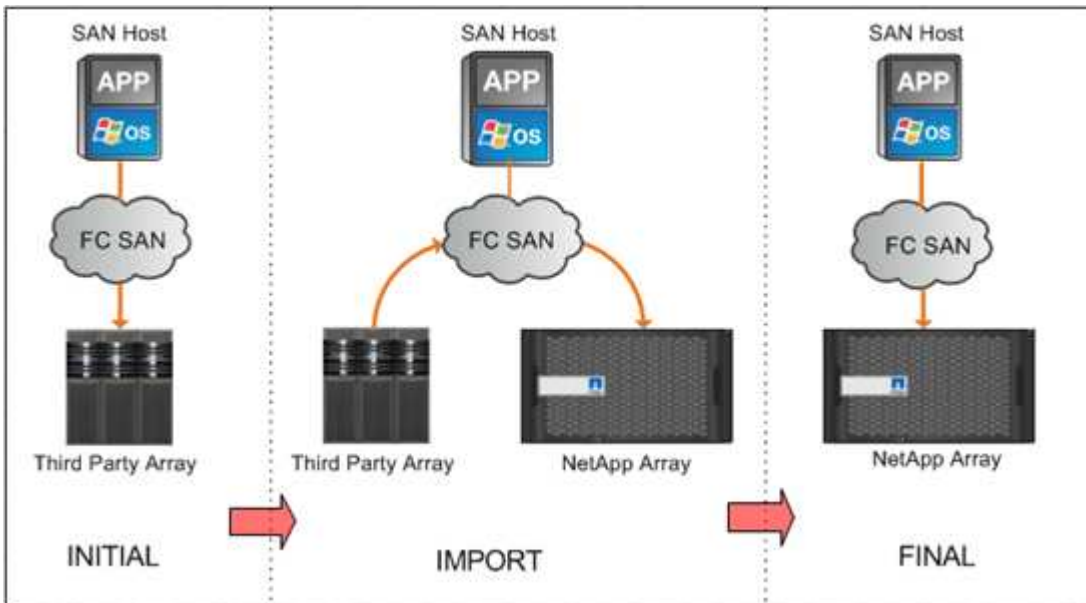 SAN Host
APP
OS
FC SAN
Third Party Array
INITIAL
SAN Host
APP
OS
FC SAN
Third Party Array
NetApp Array
IMPORT
SAN Host
APP
OS
FC SAN
NetApp Array
FINAL